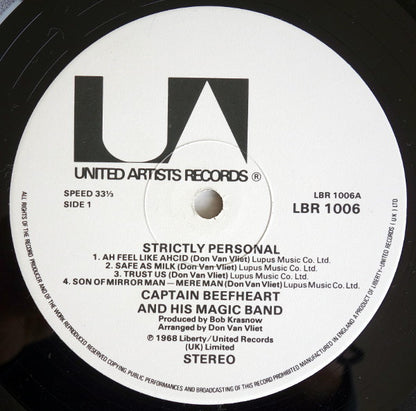 UA
UNITED ARTISTS RECORDS ®
SPEED 33⅓
SIDE 1
LBR 1006A
LBR 1006
STRICTLY PERSONAL
1. AH FEEL LIKE AHCID (Don Van Vliet) Lupus Music Co. Ltd.
2. SAFE AS MILK (Don Van Vliet) Lupus Music Co. Ltd.
3. TRUST US (Don Van Vliet) Lupus Music Co. Ltd.
4. SON OF MIRROR MAN — MERE MAN (Don Van Vliet) Lupus Music Co. Ltd.
CAPTAIN BEEFHEART
AND HIS MAGIC BAND
Produced by Bob Krasnow
Arranged by Don Van Vliet
℗ 1968 Liberty/United Records
(UK) Limited
STEREO
ALL RIGHTS OF THE RECORD PRODUCER AND OF THE OWNER OF THE WORK REPRODUCED RESERVED. COPYING, PUBLIC PERFORMANCES AND BROADCASTING OF THIS RECORD PROHIBITED MANUFACTURED IN ENGLAND A PRODUCT OF LIBERTY-UNITED RECORDS ( U K ) LTD